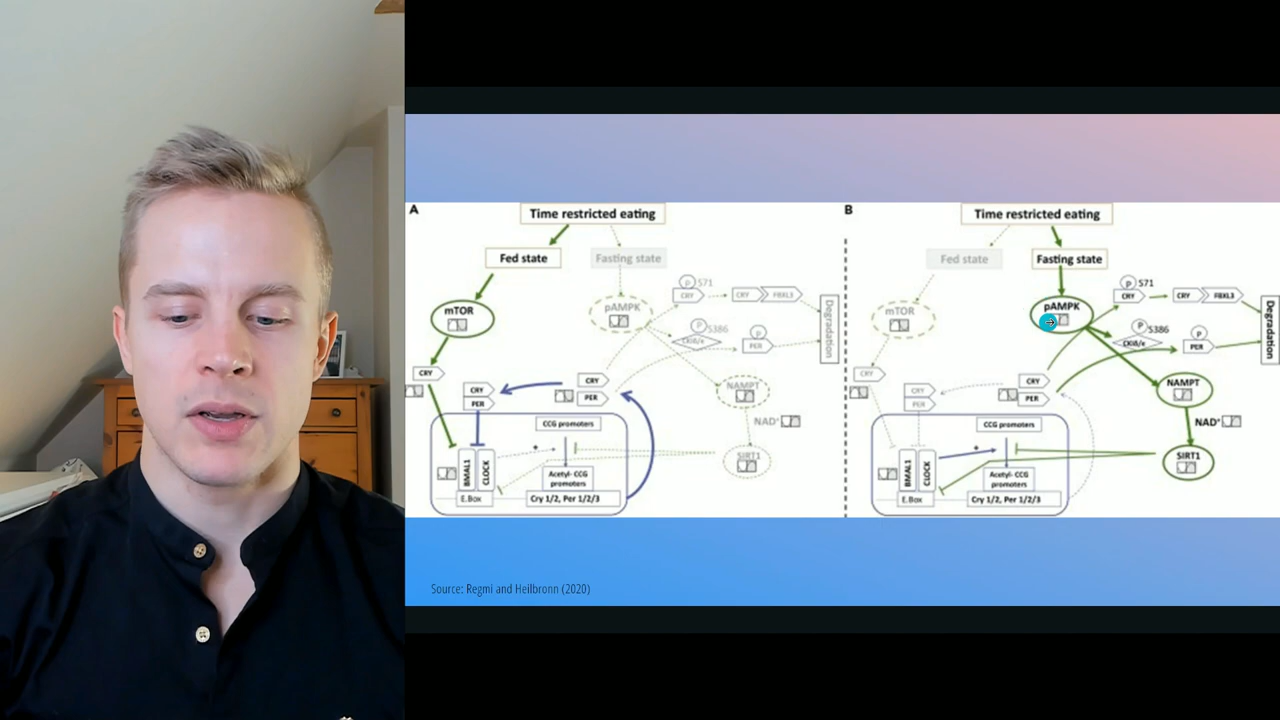 A
Time restricted eating
Fed state
Fasting state
mTOR
pAMPK
P
S71
CRY
CRY
FBXL3
P
S386
CKIδ/ε
P
PER
Degradation
CRY
CRY
PER
CRY
PER
NAMPT
NAD⁺
SIRT1
CCG promoters
+
BMAL1
CLOCK
Acetyl- CCG
promoters
E.Box
Cry 1/2, Per 1/2/3
B
Time restricted eating
Fed state
Fasting state
mTOR
pAMPK
P
S71
CRY
CRY
FBXL3
P
S386
CKIδ/ε
P
PER
Degradation
CRY
CRY
PER
CRY
PER
NAMPT
NAD⁺
SIRT1
CCG promoters
+
BMAL1
CLOCK
Acetyl- CCG
promoters
E.Box
Cry 1/2, Per 1/2/3
Source: Regmi and Heilbronn (2020)